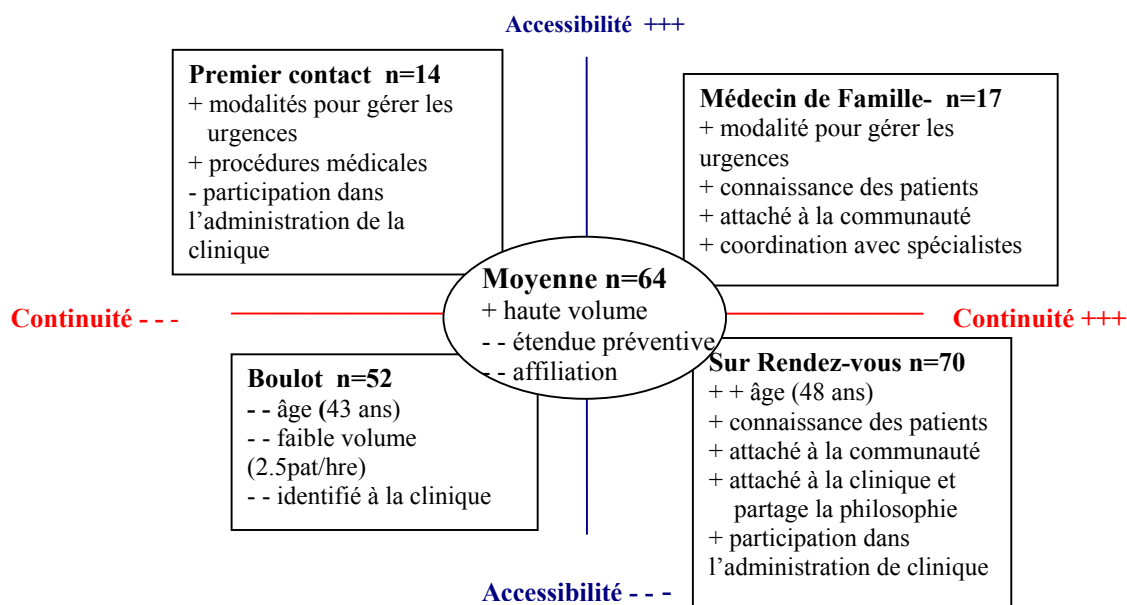 Accessibilité +++
Premier contact n=14
+ modalités pour gérer les
urgences
+ procédures médicales
- participation dans
l’administration de la
clinique
Médecin de Famille- n=17
+ modalité pour gérer les
urgences
+ connaissance des patients
+ attaché à la communauté
+ coordination avec spécialistes
Moyenne n=64
+ haute volume
- - étendue préventive
- - affiliation
Continuité - - -
Continuité +++
Boulot n=52
- - âge (43 ans)
- - faible volume
(2.5pat/hre)
- - identifié à la clinique
Sur Rendez-vous n=70
+ + âge (48 ans)
+ connaissance des patients
+ attaché à la communauté
+ attaché à la clinique et
partage la philosophie
+ participation dans
l’administration de clinique
Accessibilité - - -